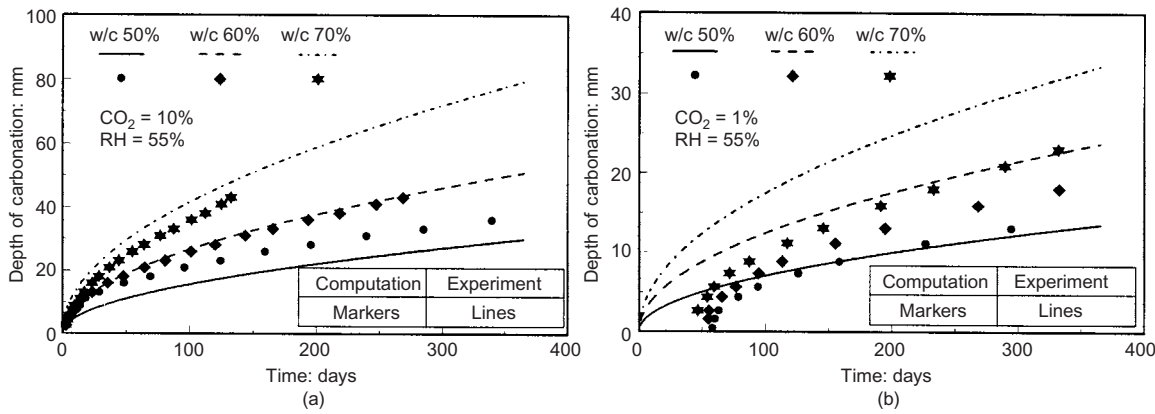 100
80
60
40
20
0
Depth of carbonation: mm
w/c 50% w/c 60% w/c 70%
CO2 = 10%
RH = 55%
Computation Experiment
Markers Lines
0 100 200 300 400
Time: days
(a)
40
30
20
10
0
Depth of carbonation: mm
w/c 50% w/c 60% w/c 70%
CO2 = 1%
RH = 55%
Computation Experiment
Markers Lines
0 100 200 300 400
Time: days
(b)